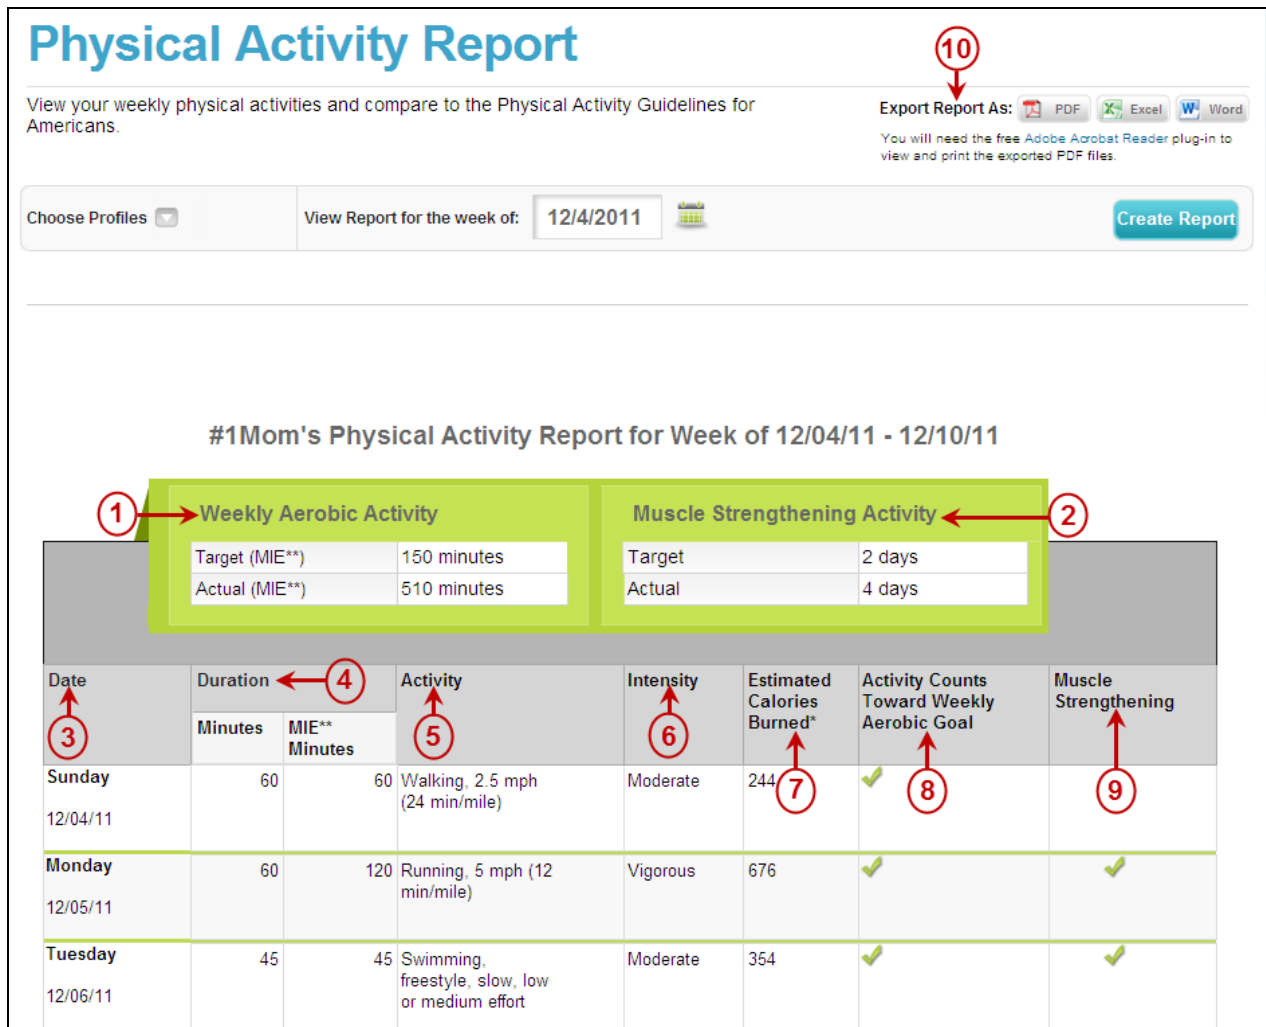 Physical Activity Report
10
View your weekly physical activities and compare to the Physical Activity Guidelines for
Americans.
Export Report As: PDF Excel Word
You will need the free Adobe Acrobat Reader plug-in to
view and print the exported PDF files.
Choose Profiles
View Report for the week of: 12/4/2011
Create Report
#1Mom's Physical Activity Report for Week of 12/04/11 - 12/10/11
1 Weekly Aerobic Activity
Target (MIE**) 150 minutes
Actual (MIE**) 510 minutes
Muscle Strengthening Activity 2
Target 2 days
Actual 4 days
Date
3
Duration 4
Minutes
MIE**
Minutes
Activity
5
Intensity
6
Estimated
Calories
Burned*
7
Activity Counts
Toward Weekly
Aerobic Goal
8
Muscle
Strengthening
9
Sunday
12/04/11
60
60
Walking, 2.5 mph
(24 min/mile)
Moderate
244
Monday
12/05/11
60
120
Running, 5 mph (12
min/mile)
Vigorous
676
Tuesday
12/06/11
45
45
Swimming,
freestyle, slow, low
or medium effort
Moderate
354